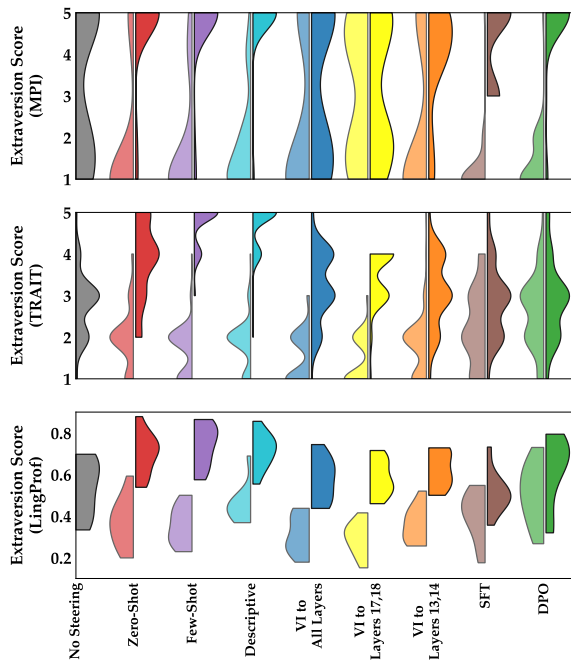 Extraversion Score
(MPI)
5
4
3
2
1
Extraversion Score
(TRAIT)
5
4
3
2
1
Extraversion Score
(LingProf)
0.8
0.6
0.4
0.2
No Steering
Zero-Shot
Few-Shot
Descriptive
VI to
All Layers
VI to
Layers 17,18
VI to
Layers 13,14
SFT
DPO